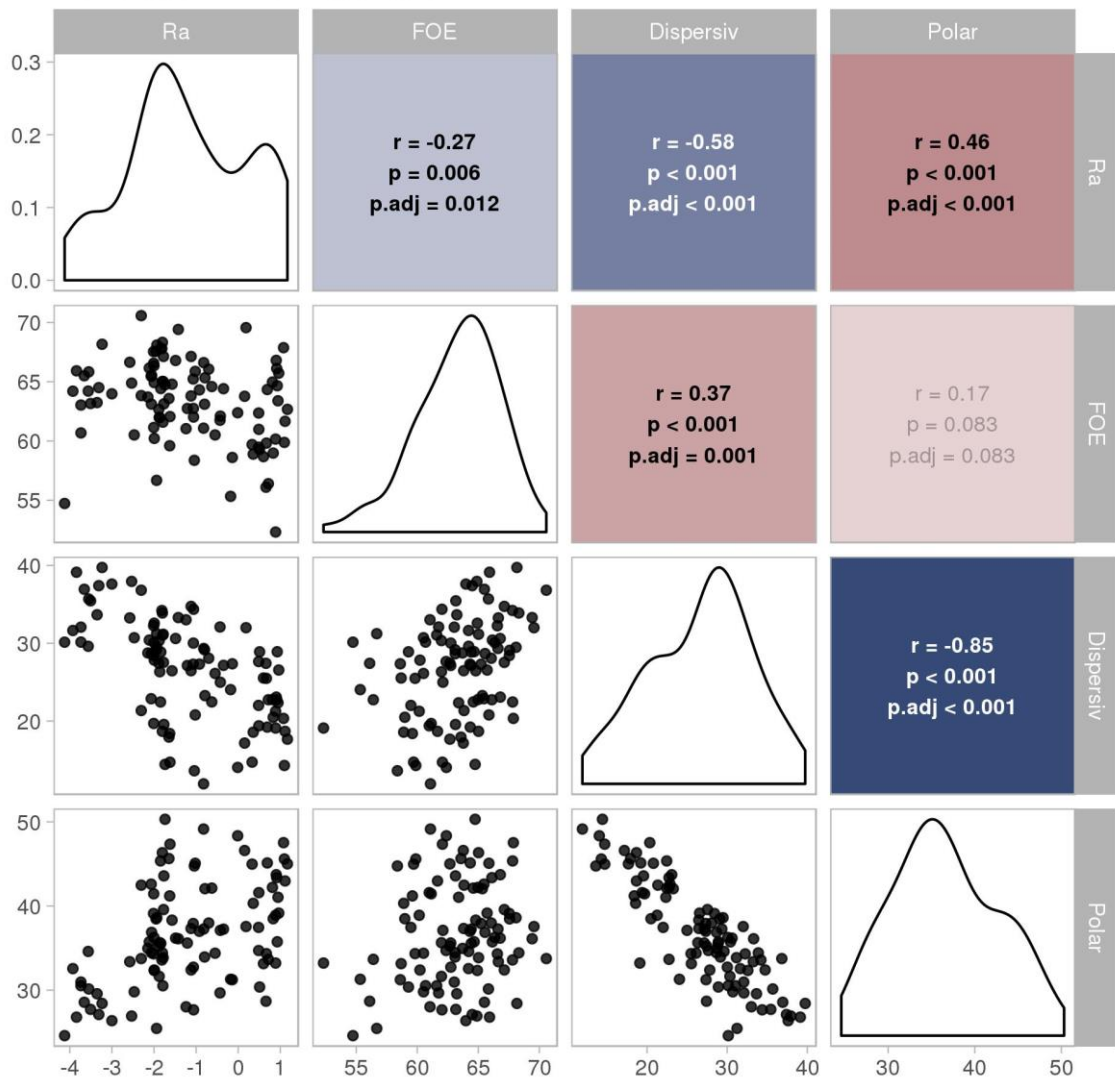 Ra FOE Dispersiv Polar
0.3
0.2
0.1
0.0
r = -0.27
p = 0.006
p.adj = 0.012
r = -0.58
p < 0.001
p.adj < 0.001
r = 0.46
p < 0.001
p.adj < 0.001
Ra
70
65
60
55
r = 0.37
p < 0.001
p.adj = 0.001
r = 0.17
p = 0.083
p.adj = 0.083
FOE
40
30
20
r = -0.85
p < 0.001
p.adj < 0.001
Dispersiv
50
40
30
Polar
-4 -3 -2 -1 0 1 55 60 65 70 20 30 40 30 40 50